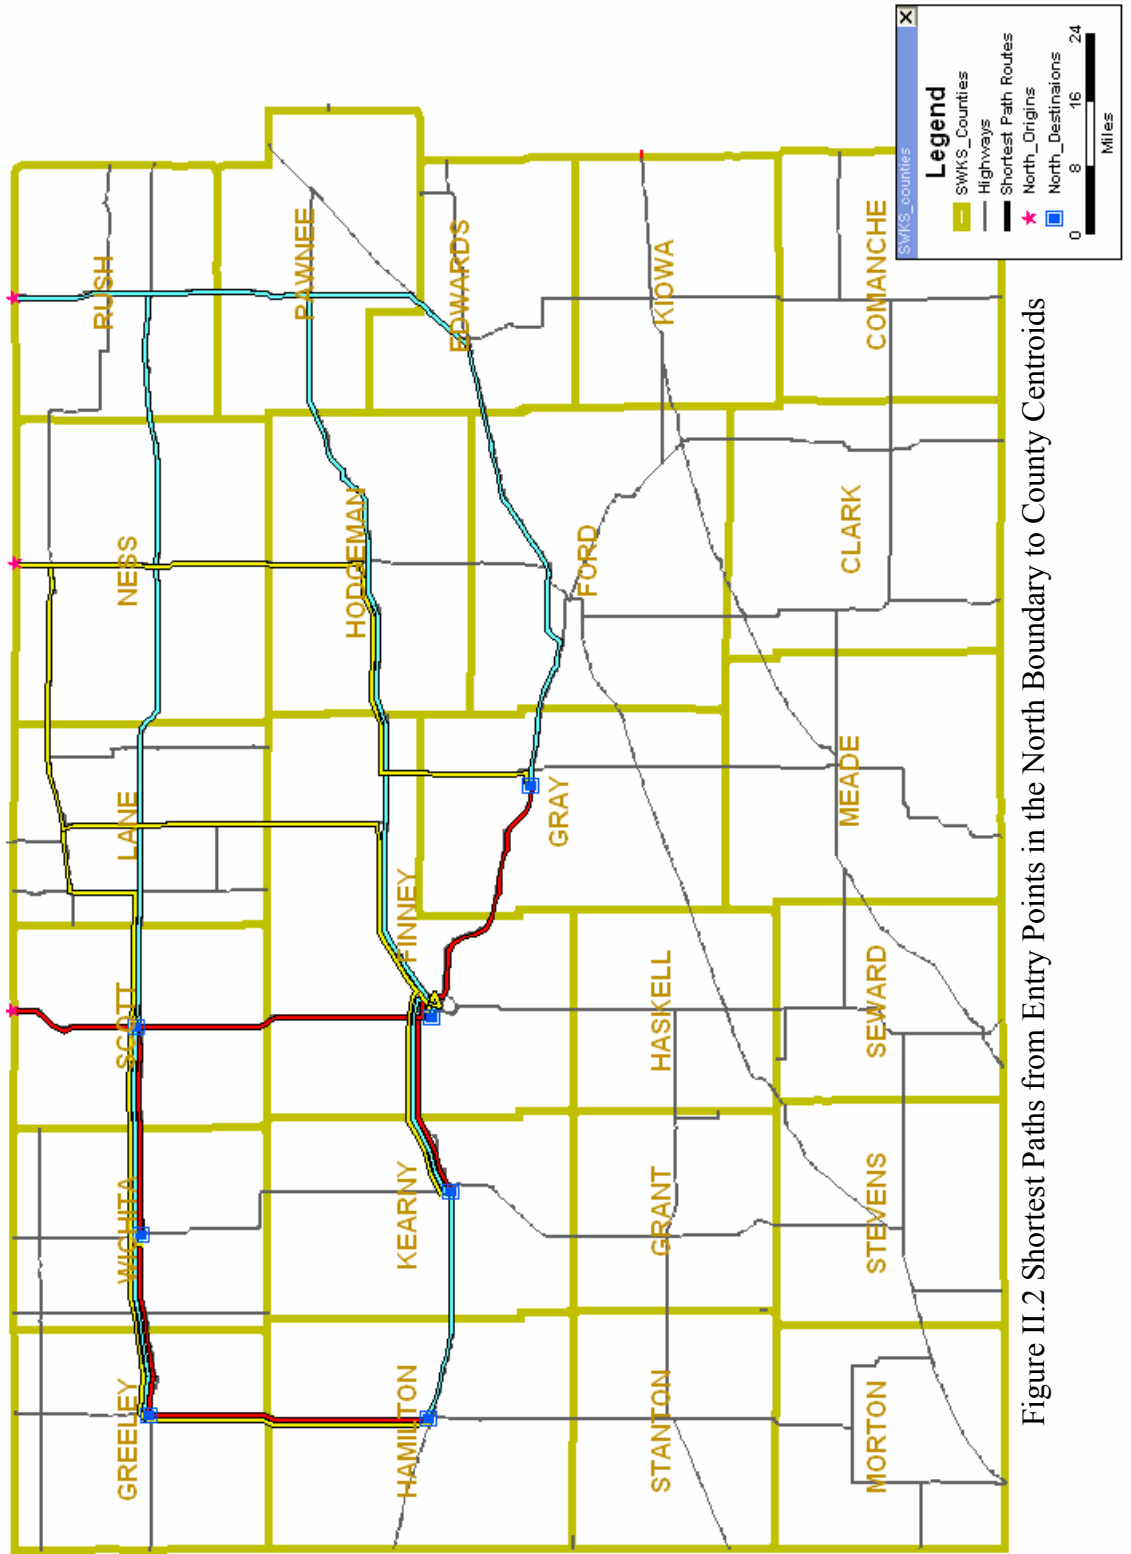 GREELEY
WICHITA
SCOTT
LANE
NESS
RUSH
HAMILTON
KEARNY
FINNEY
HODGEMAN
PAWNEE
GRAY
FORD
EDWARDS
STANTON
GRANT
HASKELL
KIOWA
MORTON
STEVENS
SEWARD
MEADE
CLARK
COMANCHE
SWKS_counties
Legend
SWKS_Counties
Highways
Shortest Path Routes
North_Origins
North_Destinaions
0 8 16 24
Miles
Figure II.2 Shortest Paths from Entry Points in the North Boundary to County Centroids